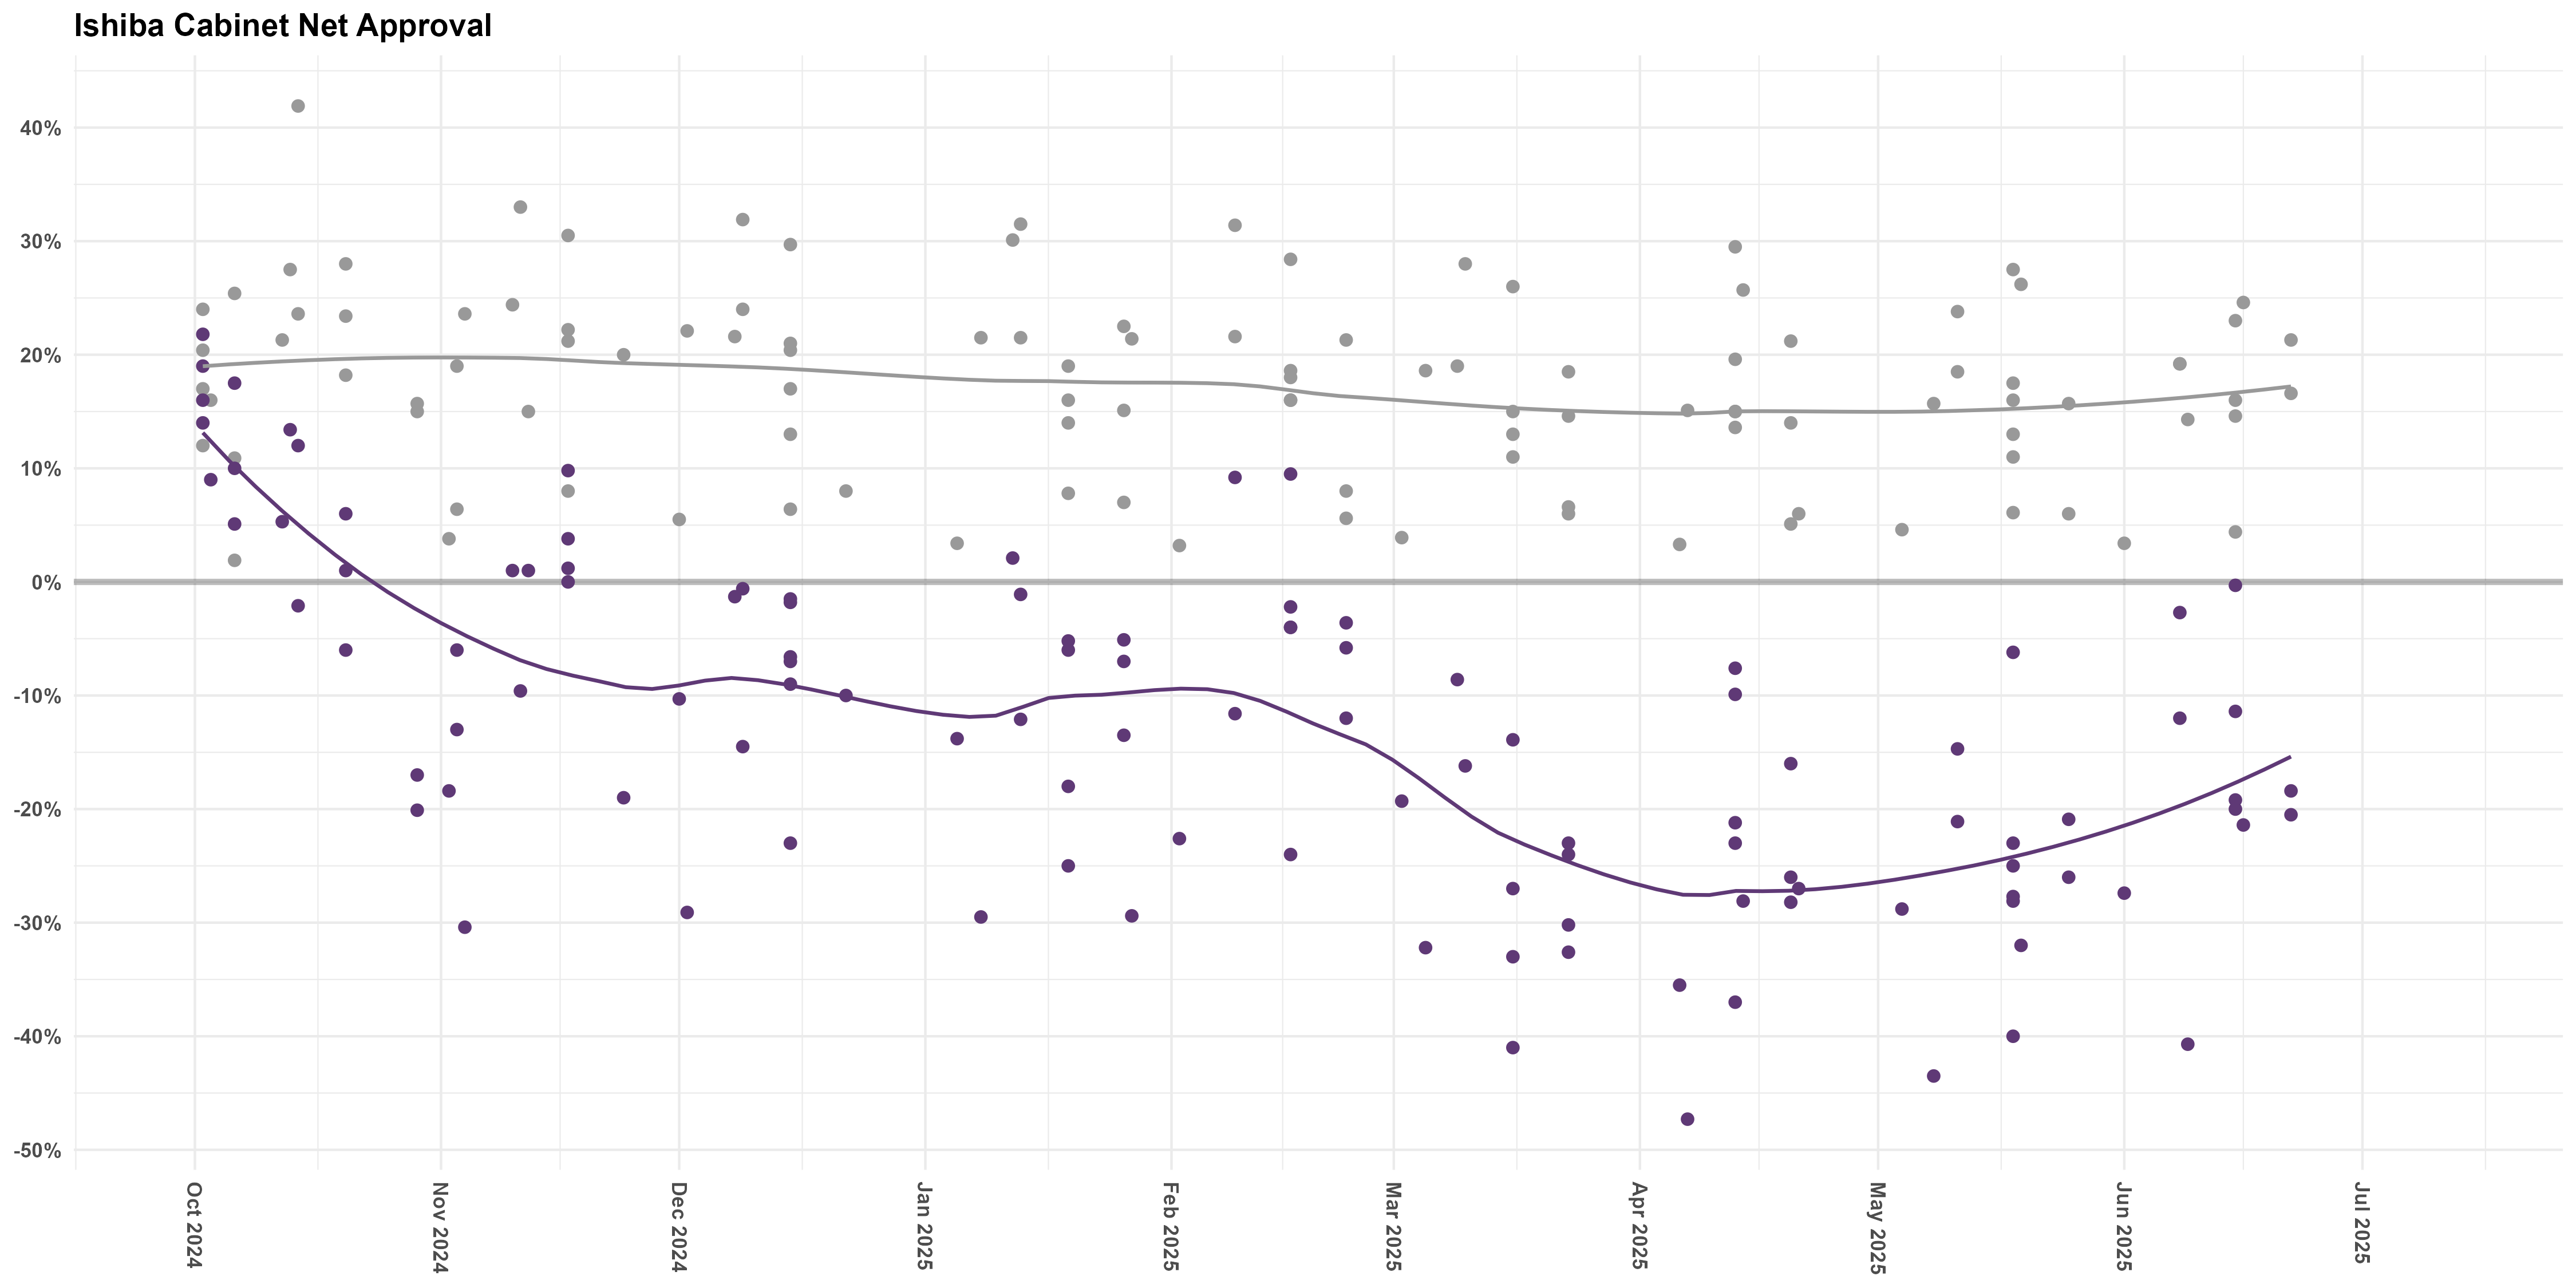 Ishiba Cabinet Net Approval
40%
30%
20%
10%
0%
-10%
-20%
-30%
-40%
-50%
Oct 2024
Nov 2024
Dec 2024
Jan 2025
Feb 2025
Mar 2025
Apr 2025
May 2025
Jun 2025
Jul 2025